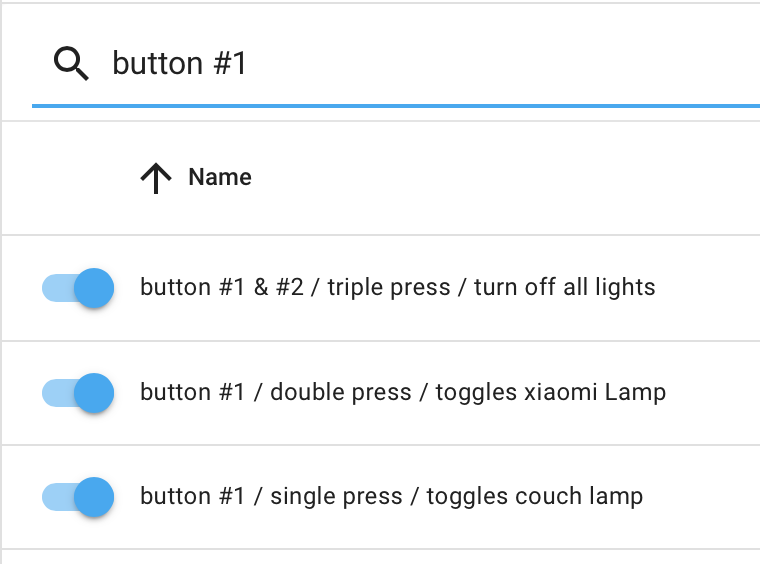 button #1
Name
button #1 & #2 / triple press / turn off all lights
button #1 / double press / toggles xiaomi Lamp
button #1 / single press / toggles couch lamp